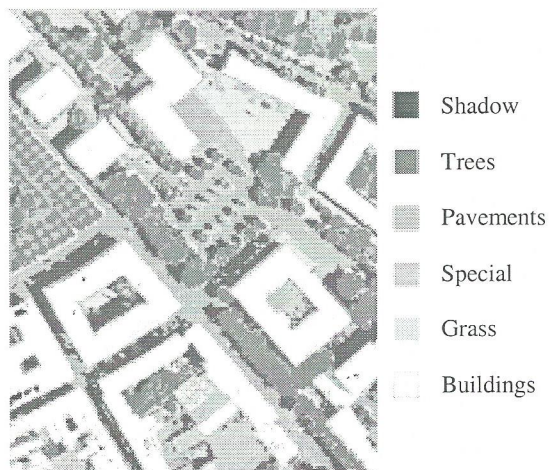 Shadow
Trees
Pavements
Special
Grass
Buildings